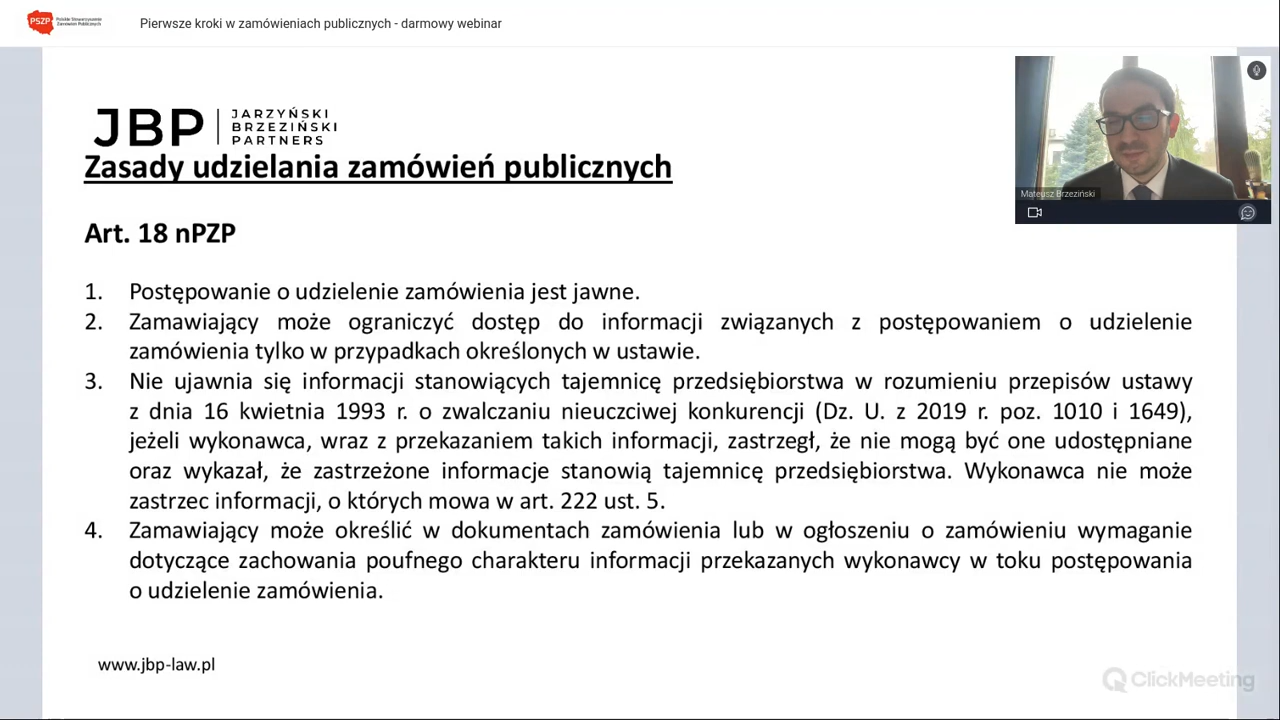 PSZP
Polskie Stowarzyszenie
Zamówień Publicznych
Pierwsze kroki w zamówieniach publicznych - darmowy webinar
JBP
JARZYŃSKI
BRZEZIŃSKI
PARTNERS
Mateusz Brzeziński
Zasady udzielania zamówień publicznych
Art. 18 nPZP
1. Postępowanie o udzielenie zamówienia jest jawne.
2. Zamawiający może ograniczyć dostęp do informacji związanych z postępowaniem o udzielenie
zamówienia tylko w przypadkach określonych w ustawie.
3. Nie ujawnia się informacji stanowiących tajemnicę przedsiębiorstwa w rozumieniu przepisów ustawy
z dnia 16 kwietnia 1993 r. o zwalczaniu nieuczciwej konkurencji (Dz. U. z 2019 r. poz. 1010 i 1649),
jeżeli wykonawca, wraz z przekazaniem takich informacji, zastrzegł, że nie mogą być one udostępniane
oraz wykazał, że zastrzeżone informacje stanowią tajemnicę przedsiębiorstwa. Wykonawca nie może
zastrzec informacji, o których mowa w art. 222 ust. 5.
4. Zamawiający może określić w dokumentach zamówienia lub w ogłoszeniu o zamówieniu wymaganie
dotyczące zachowania poufnego charakteru informacji przekazanych wykonawcy w toku postępowania
o udzielenie zamówienia.
www.jbp-law.pl
ClickMeeting